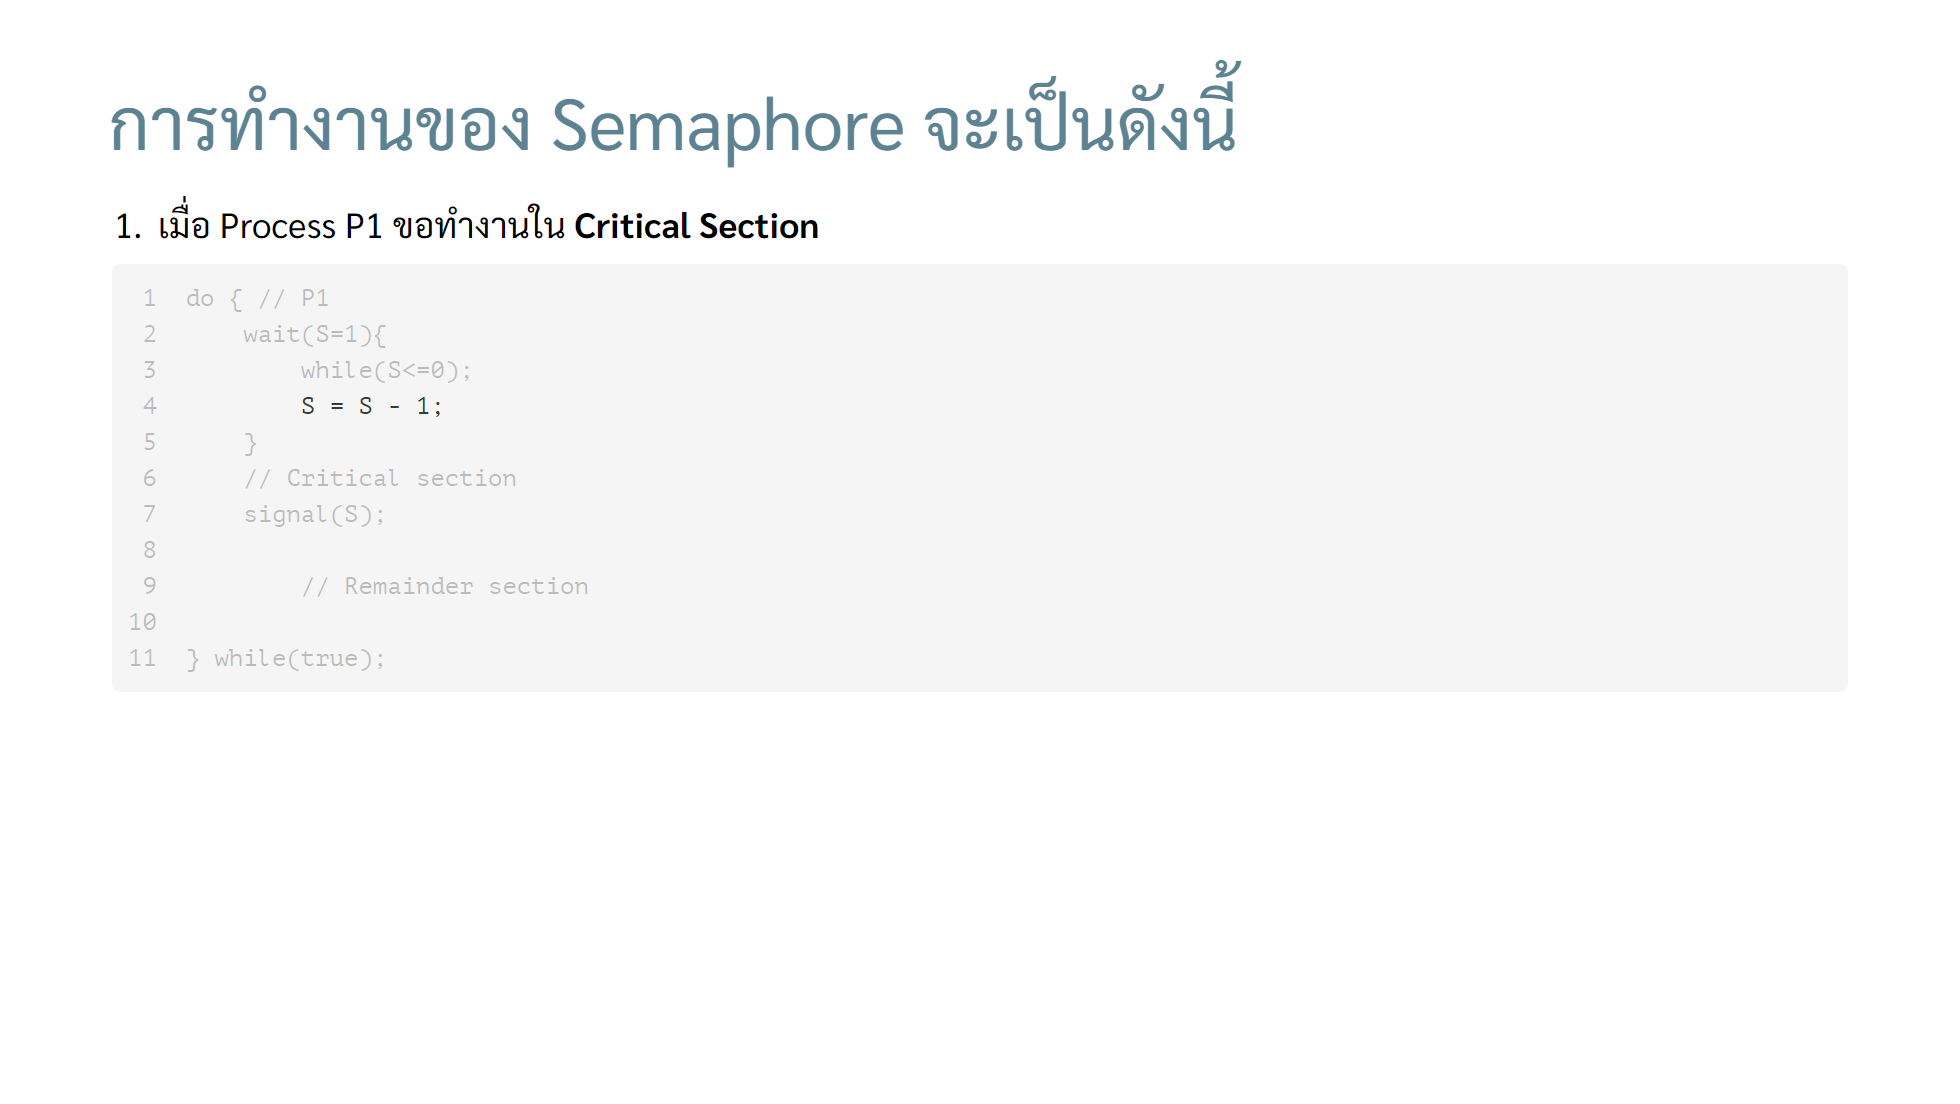 การทำงานของ Semaphore จะเป็นดังนี้
1. เมื่อ Process P1 ขอทำงานใน Critical Section
1 do { // P1
2     wait(S=1){
3         while(S<=0);
4         S = S - 1;
5     }
6     // Critical section
7     signal(S);
8
9         // Remainder section
10
11 } while(true);